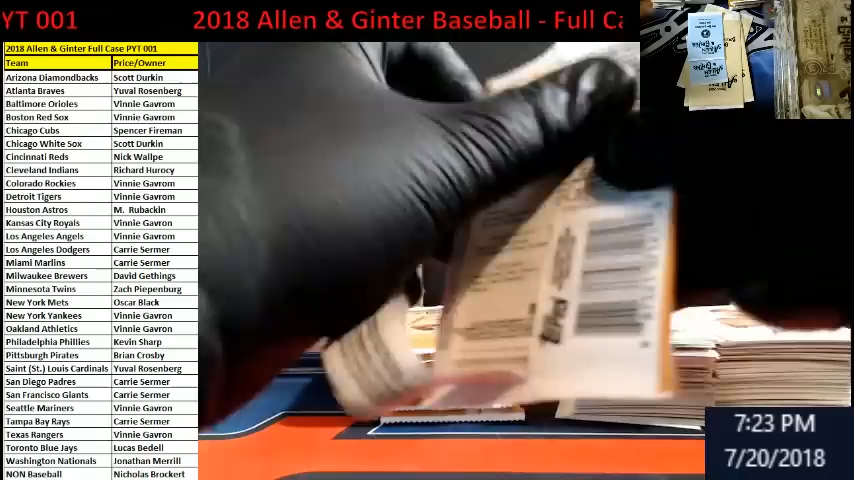 YT 001 2018 Allen & Ginter Baseball - Full Ca
2018 Allen & Ginter Full Case PYT 001
Team Price/Owner
Arizona Diamondbacks Scott Durkin
Atlanta Braves Yuval Rosenberg
Baltimore Orioles Vinnie Gavrom
Boston Red Sox Vinnie Gavrom
Chicago Cubs Spencer Fireman
Chicago White Sox Scott Durkin
Cincinnati Reds Nick Wallpe
Cleveland Indians Richard Hurocy
Colorado Rockies Vinnie Gavrom
Detroit Tigers Vinnie Gavrom
Houston Astros M. Rubackin
Kansas City Royals Vinnie Gavron
Los Angeles Angels Vinnie Gavrom
Los Angeles Dodgers Carrie Sermer
Miami Marlins Carrie Sermer
Milwaukee Brewers David Gethings
Minnesota Twins Zach Piepenburg
New York Mets Oscar Black
New York Yankees Vinnie Gavron
Oakland Athletics Vinnie Gavron
Philadelphia Phillies Kevin Sharp
Pittsburgh Pirates Brian Crosby
Saint (St.) Louis Cardinals Yuval Rosenberg
San Diego Padres Carrie Sermer
San Francisco Giants Carrie Sermer
Seattle Mariners Vinnie Gavron
Tampa Bay Rays Carrie Sermer
Texas Rangers Vinnie Gavron
Toronto Blue Jays Lucas Bedell
Washington Nationals Jonathan Merrill
NON Baseball Nicholas Brockert
7:23 PM
7/20/2018